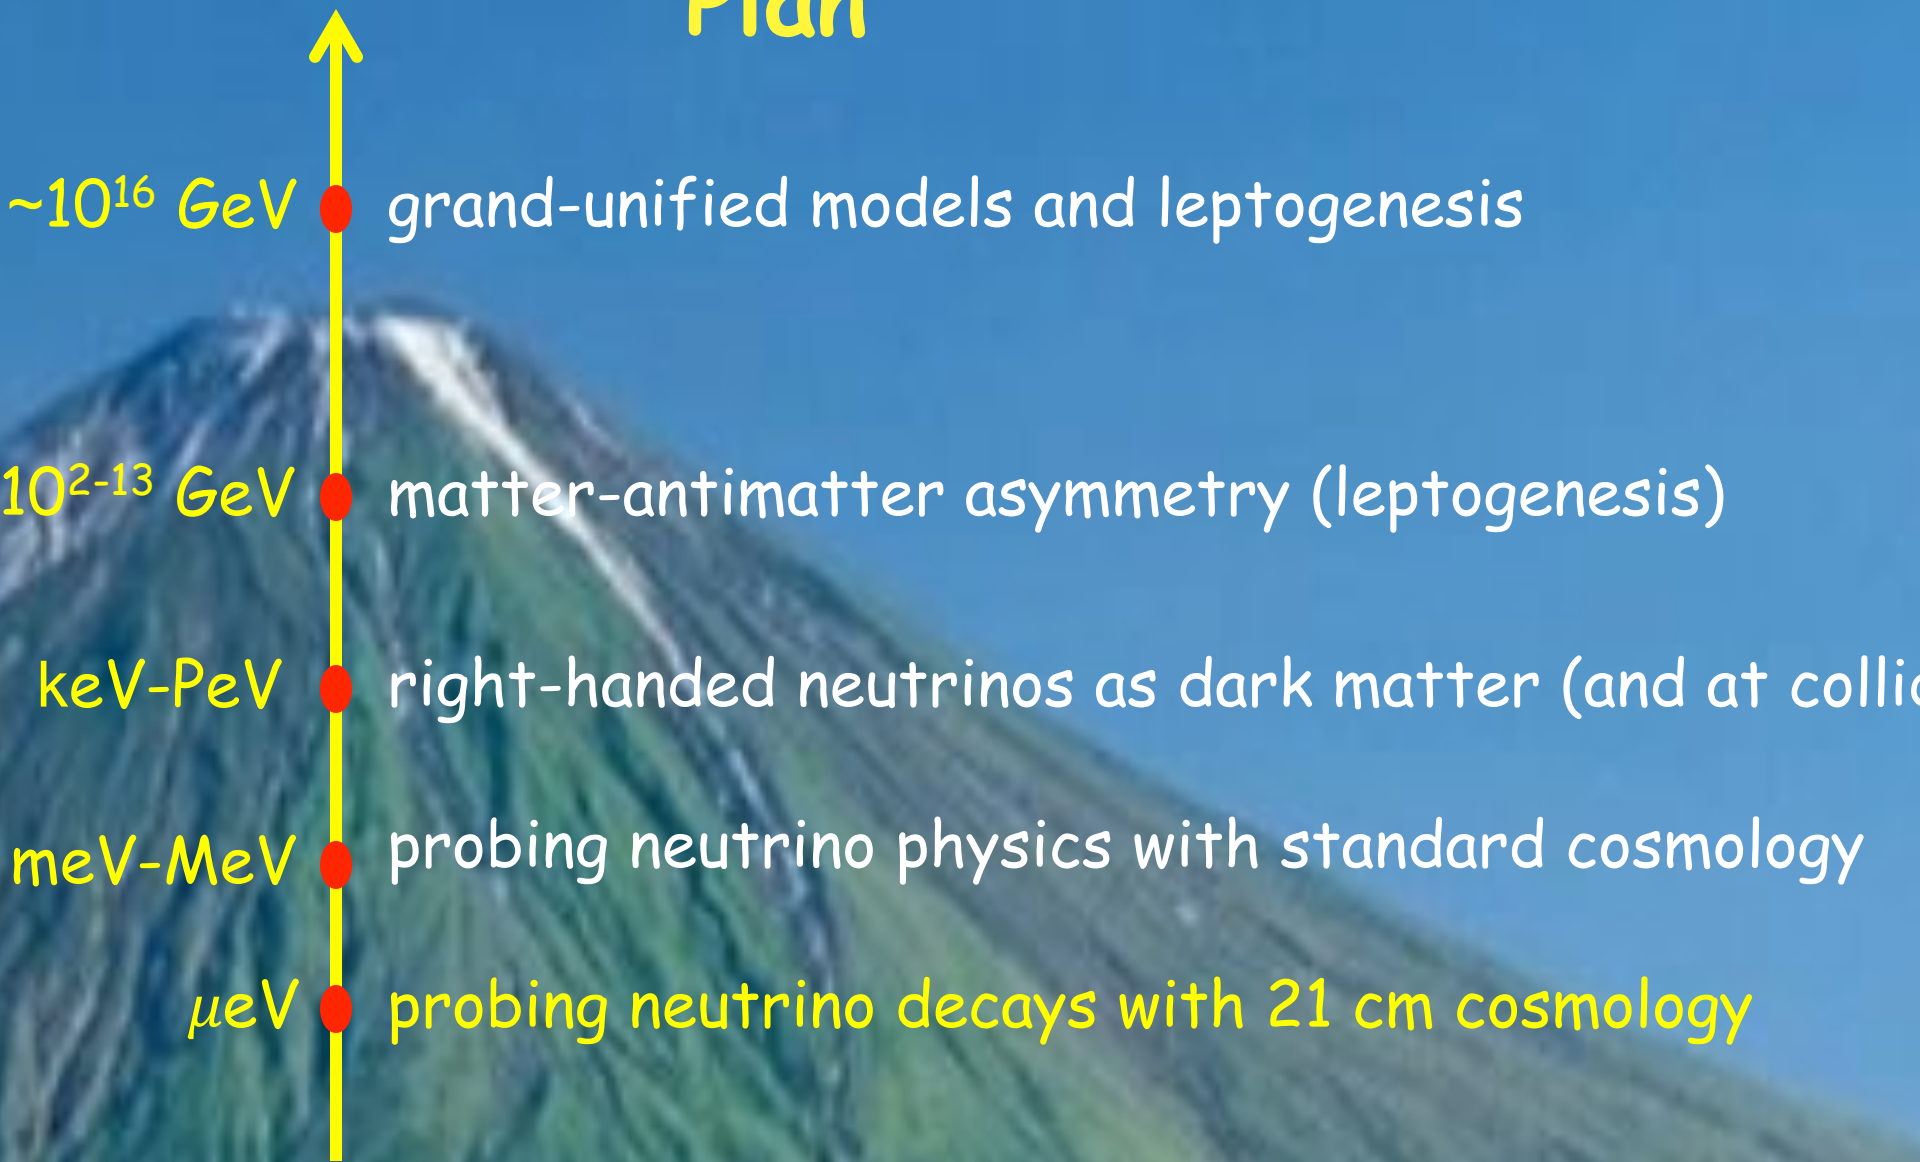 Plan
~10¹⁶ GeV grand-unified models and leptogenesis
10²⁻¹³ GeV matter-antimatter asymmetry (leptogenesis)
keV-PeV right-handed neutrinos as dark matter (and at
meV-MeV probing neutrino physics with standard cosmology
μeV probing neutrino decays with 21 cm cosmology